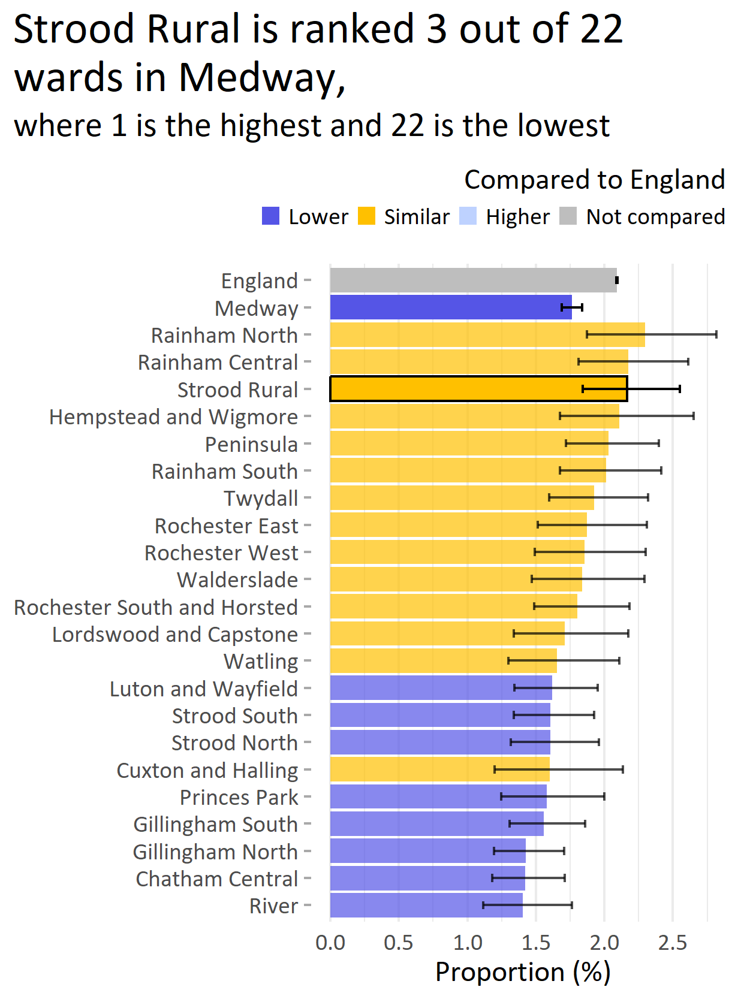 Strood Rural is ranked 3 out of 22
wards in Medway,
where 1 is the highest and 22 is the lowest
Compared to England
Lower Similar Higher Not compared
England
Medway
Rainham North
Rainham Central
Strood Rural
Hempstead and Wigmore
Peninsula
Rainham South
Twydall
Rochester East
Rochester West
Walderslade
Rochester South and Horsted
Lordswood and Capstone
Watling
Luton and Wayfield
Strood South
Strood North
Cuxton and Halling
Princes Park
Gillingham South
Gillingham North
Chatham Central
River
0.0 0.5 1.0 1.5 2.0 2.5
Proportion (%)